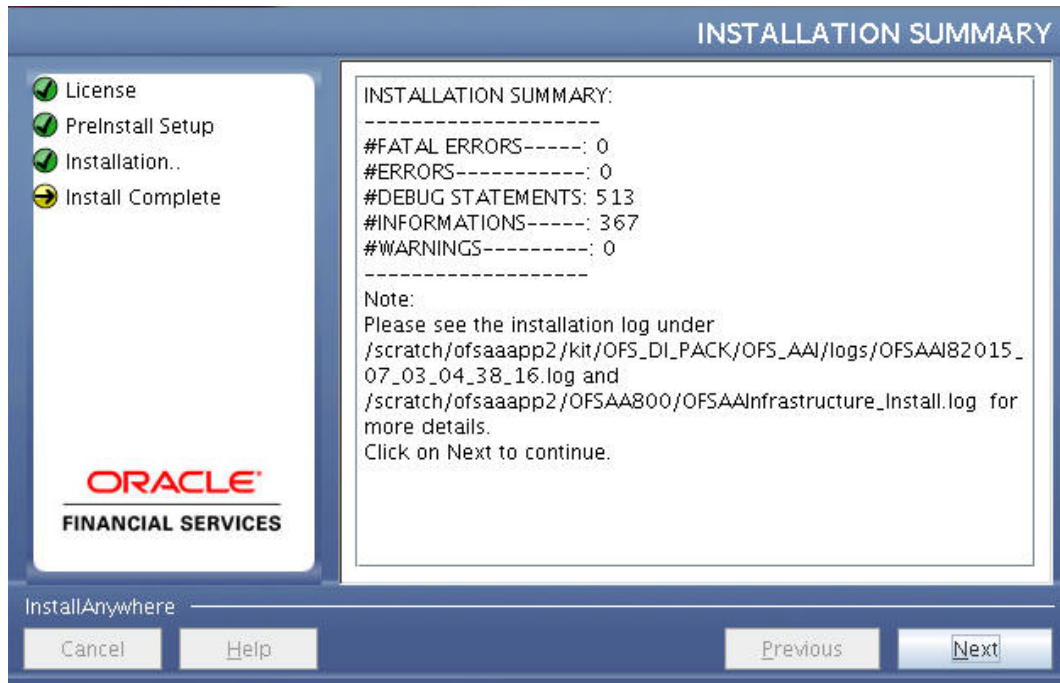 INSTALLATION SUMMARY
License
PreInstall Setup
Installation..
Install Complete
ORACLE
FINANCIAL SERVICES
INSTALLATION SUMMARY:
--------------------
#FATAL ERRORS-----: 0
#ERRORS-----------: 0
#DEBUG STATEMENTS: 513
#INFORMATIONS-----: 367
#WARNINGS---------: 0
-------------------
Note:
Please see the installation log under
/scratch/ofsaaapp2/kit/OFS_DI_PACK/OFS_AAI/logs/OFSAAI82015_
07_03_04_38_16.log and
/scratch/ofsaaapp2/OFSAA800/OFSAAInfrastructure_Install.log for
more details.
Click on Next to continue.
InstallAnywhere
Cancel
Help
Previous
Next